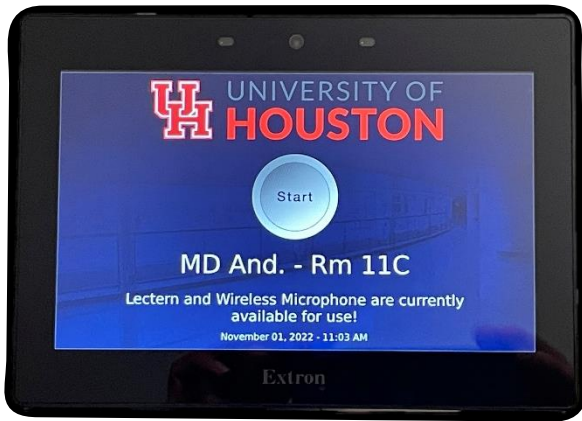 UH
UNIVERSITY OF
HOUSTON
Start
MD And. - Rm 11C
Lectern and Wireless Microphone are currently
available for use!
November 01, 2022 - 11:03 AM
Extron